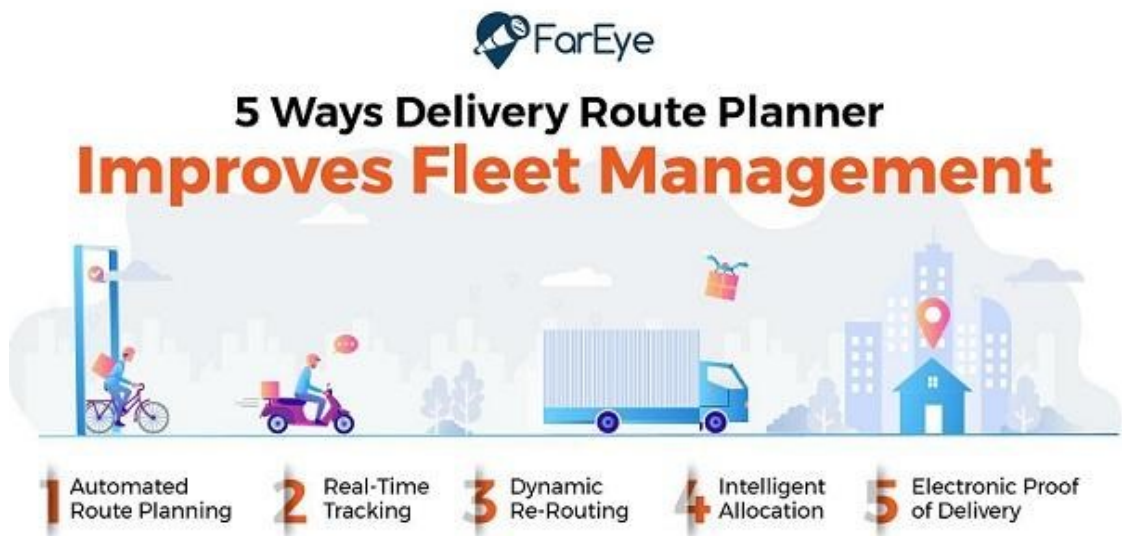 FarEye
5 Ways Delivery Route Planner
Improves Fleet Management
1 Automated
Route Planning
2 Real-Time
Tracking
3 Dynamic
Re-Routing
4 Intelligent
Allocation
5 Electronic Proof
of Delivery